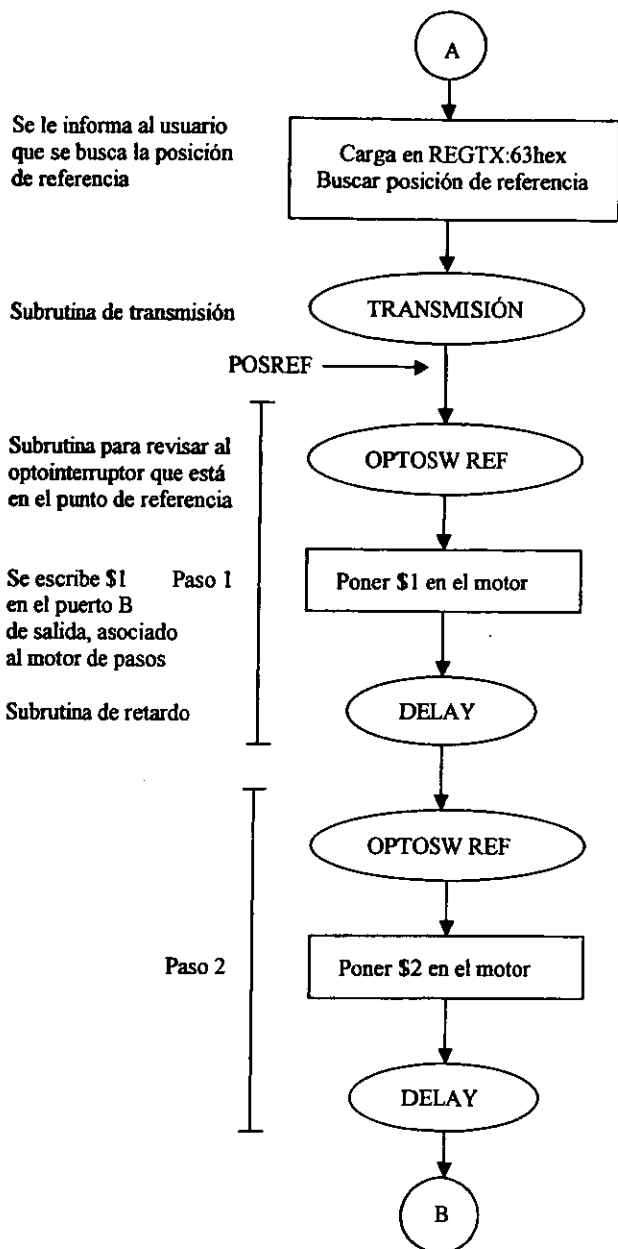 A
Se le informa al usuario
que se busca la posición
de referencia
Carga en REGTX:63hex
Buscar posición de referencia
Subrutina de transmisión
TRANSMISIÓN
POSREF
Subrutina para revisar al
optointerruptor que está
en el punto de referencia
OPTOSW REF
Se escribe $1
en el puerto B
de salida, asociado
al motor de pasos
Paso 1
Poner $1 en el motor
Subrutina de retardo
DELAY
OPTOSW REF
Paso 2
Poner $2 en el motor
DELAY
B